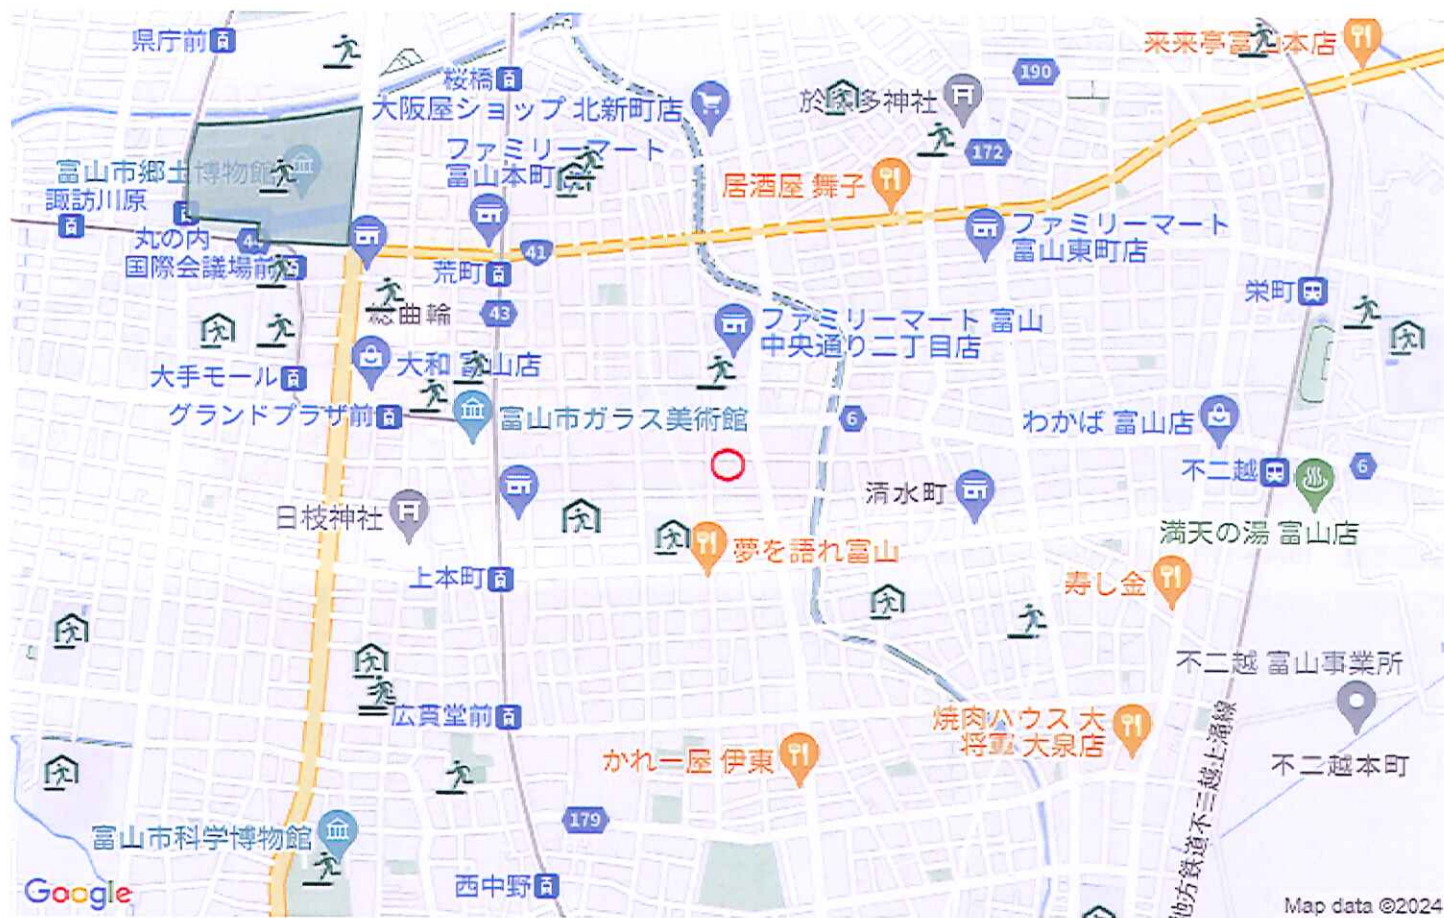 県庁前
来来亭富山本店
桜橋
190
大阪屋ショップ 北新町店
於保多神社
ファミリーマート
富山本町店
172
富山市郷土博物館
居酒屋 舞子
諏訪川原
丸の内
ファミリーマート
富山東町店
41
国際会議場前
荒町
栄町
総曲輪
43
ファミリーマート 富山
中央通り二丁目店
大手モール
大和 富山店
グランドプラザ前
富山市ガラス美術館
6
わかば 富山店
不二越
6
清水町
日枝神社
満天の湯 富山店
夢を語れ富山
上本町
寿し金
不二越 富山事業所
広貫堂前
焼肉ハウス 大
将軍 大泉店
かれー屋 伊東
不二越本町
地方鉄道不二越上滝線
179
富山市科学博物館
西中野
Google
Map data ©2024